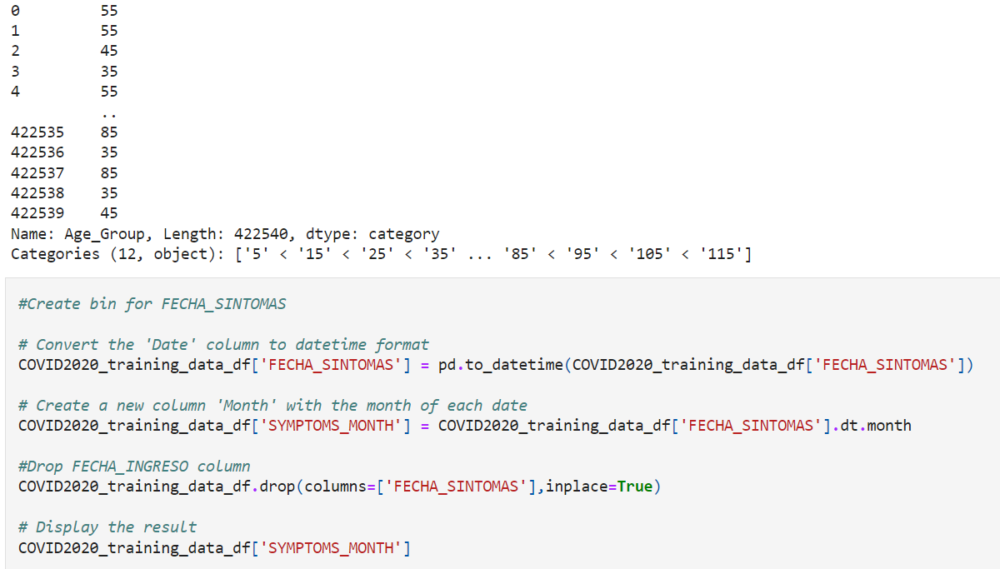 0 55
1 55
2 45
3 35
4 55
..
422535 85
422536 35
422537 85
422538 35
422539 45
Name: Age_Group, Length: 422540, dtype: category
Categories (12, object): ['5' < '15' < '25' < '35' ... '85' < '95' < '105' < '115']
#Create bin for FECHA_SINTOMAS
# Convert the 'Date' column to datetime format
COVID2020_training_data_df['FECHA_SINTOMAS'] = pd.to_datetime(COVID2020_training_data_df['FECHA_SINTOMAS'])
# Create a new column 'Month' with the month of each date
COVID2020_training_data_df['SYMPTOMS_MONTH'] = COVID2020_training_data_df['FECHA_SINTOMAS'].dt.month
#Drop FECHA_INGRESO column
COVID2020_training_data_df.drop(columns=['FECHA_SINTOMAS'],inplace=True)
# Display the result
COVID2020_training_data_df['SYMPTOMS_MONTH']